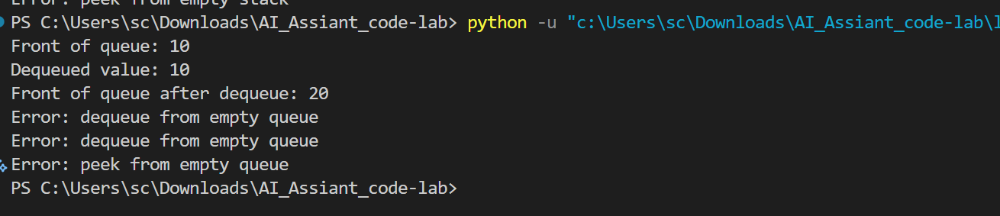 Error: peek from empty stack
PS C:\Users\sc\Downloads\AI_Assiant_code-lab> python -u "c:\Users\sc\Downloads\AI_Assiant_code-lab\l
Front of queue: 10
Dequeued value: 10
Front of queue after dequeue: 20
Error: dequeue from empty queue
Error: dequeue from empty queue
Error: peek from empty queue
PS C:\Users\sc\Downloads\AI_Assiant_code-lab>